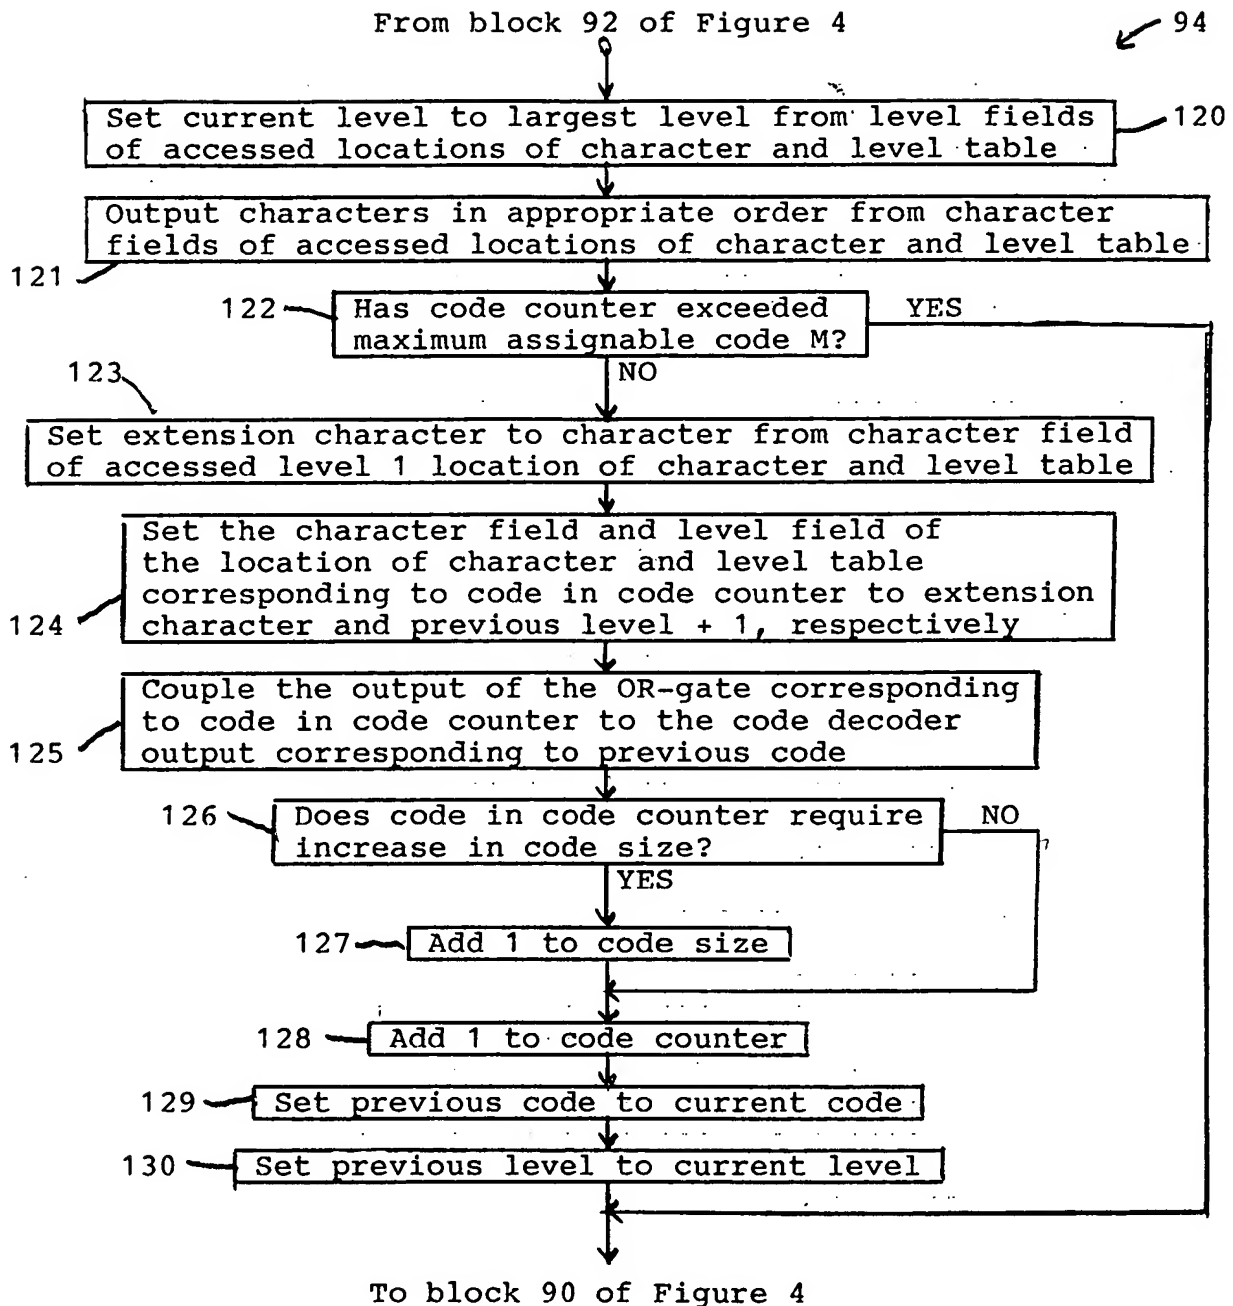 From block 92 of Figure 4
94
Set current level to largest level from level fields
of accessed locations of character and level table
120
Output characters in appropriate order from character
fields of accessed locations of character and level table
121
122
Has code counter exceeded
maximum assignable code M?
YES
NO
123
Set extension character to character from character field
of accessed level 1 location of character and level table
Set the character field and level field of
the location of character and level table
corresponding to code in code counter to extension
character and previous level + 1, respectively
124
Couple the output of the OR-gate corresponding
to code in code counter to the code decoder
output corresponding to previous code
125
126
Does code in code counter require
increase in code size?
NO
YES
127
Add 1 to code size
128
Add 1 to code counter
129
Set previous code to current code
130
Set previous level to current level
To block 90 of Figure 4